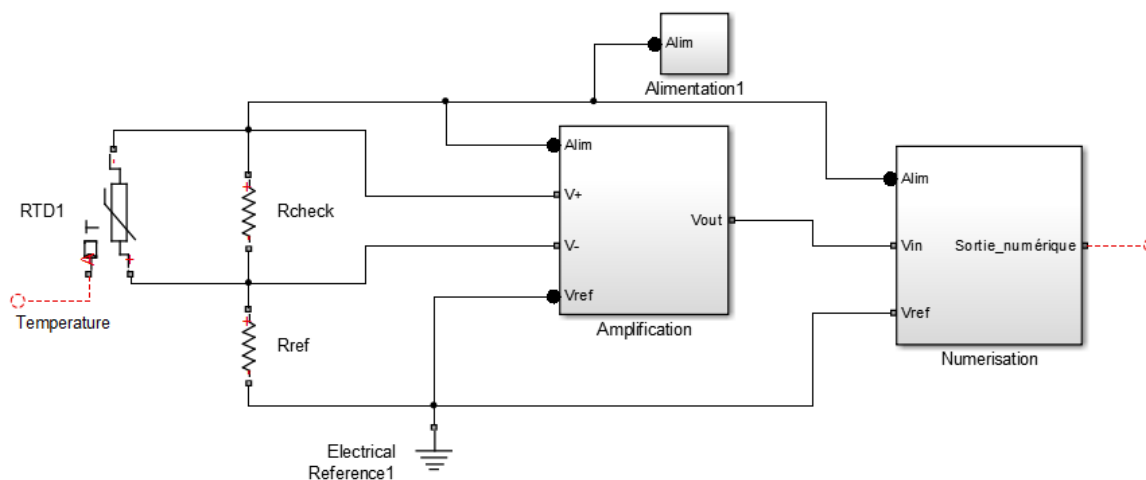 Alim
Alimentation1
Alim
V+
V-
Vref
Vout
Amplification
Alim
Vin
Vref
Sortie_numérique
Numerisation
RTD1
T
Temperature
+
Rcheck
+
Rref
+
Electrical
Reference1